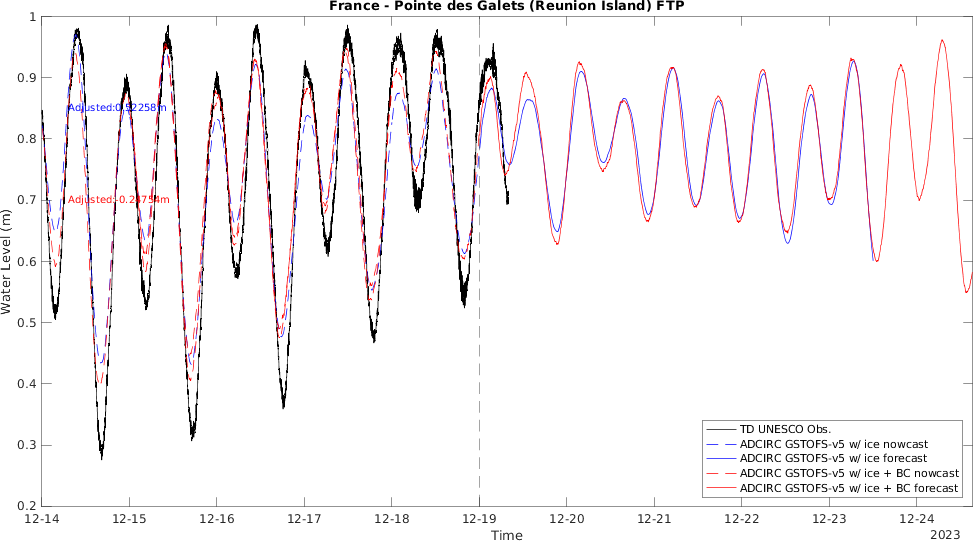 France - Pointe des Galets (Reunion Island) FTP
1
0.9
0.8
0.7
0.6
0.5
0.4
0.3
0.2
Water Level (m)
12-14
12-15
12-16
12-17
12-18
12-19
12-20
12-21
12-22
12-23
12-24
Time
2023
TD UNESCO Obs.
ADCIRC GSTOFS-v5 w/ ice nowcast
ADCIRC GSTOFS-v5 w/ ice forecast
ADCIRC GSTOFS-v5 w/ ice + BC nowcast
ADCIRC GSTOFS-v5 w/ ice + BC forecast